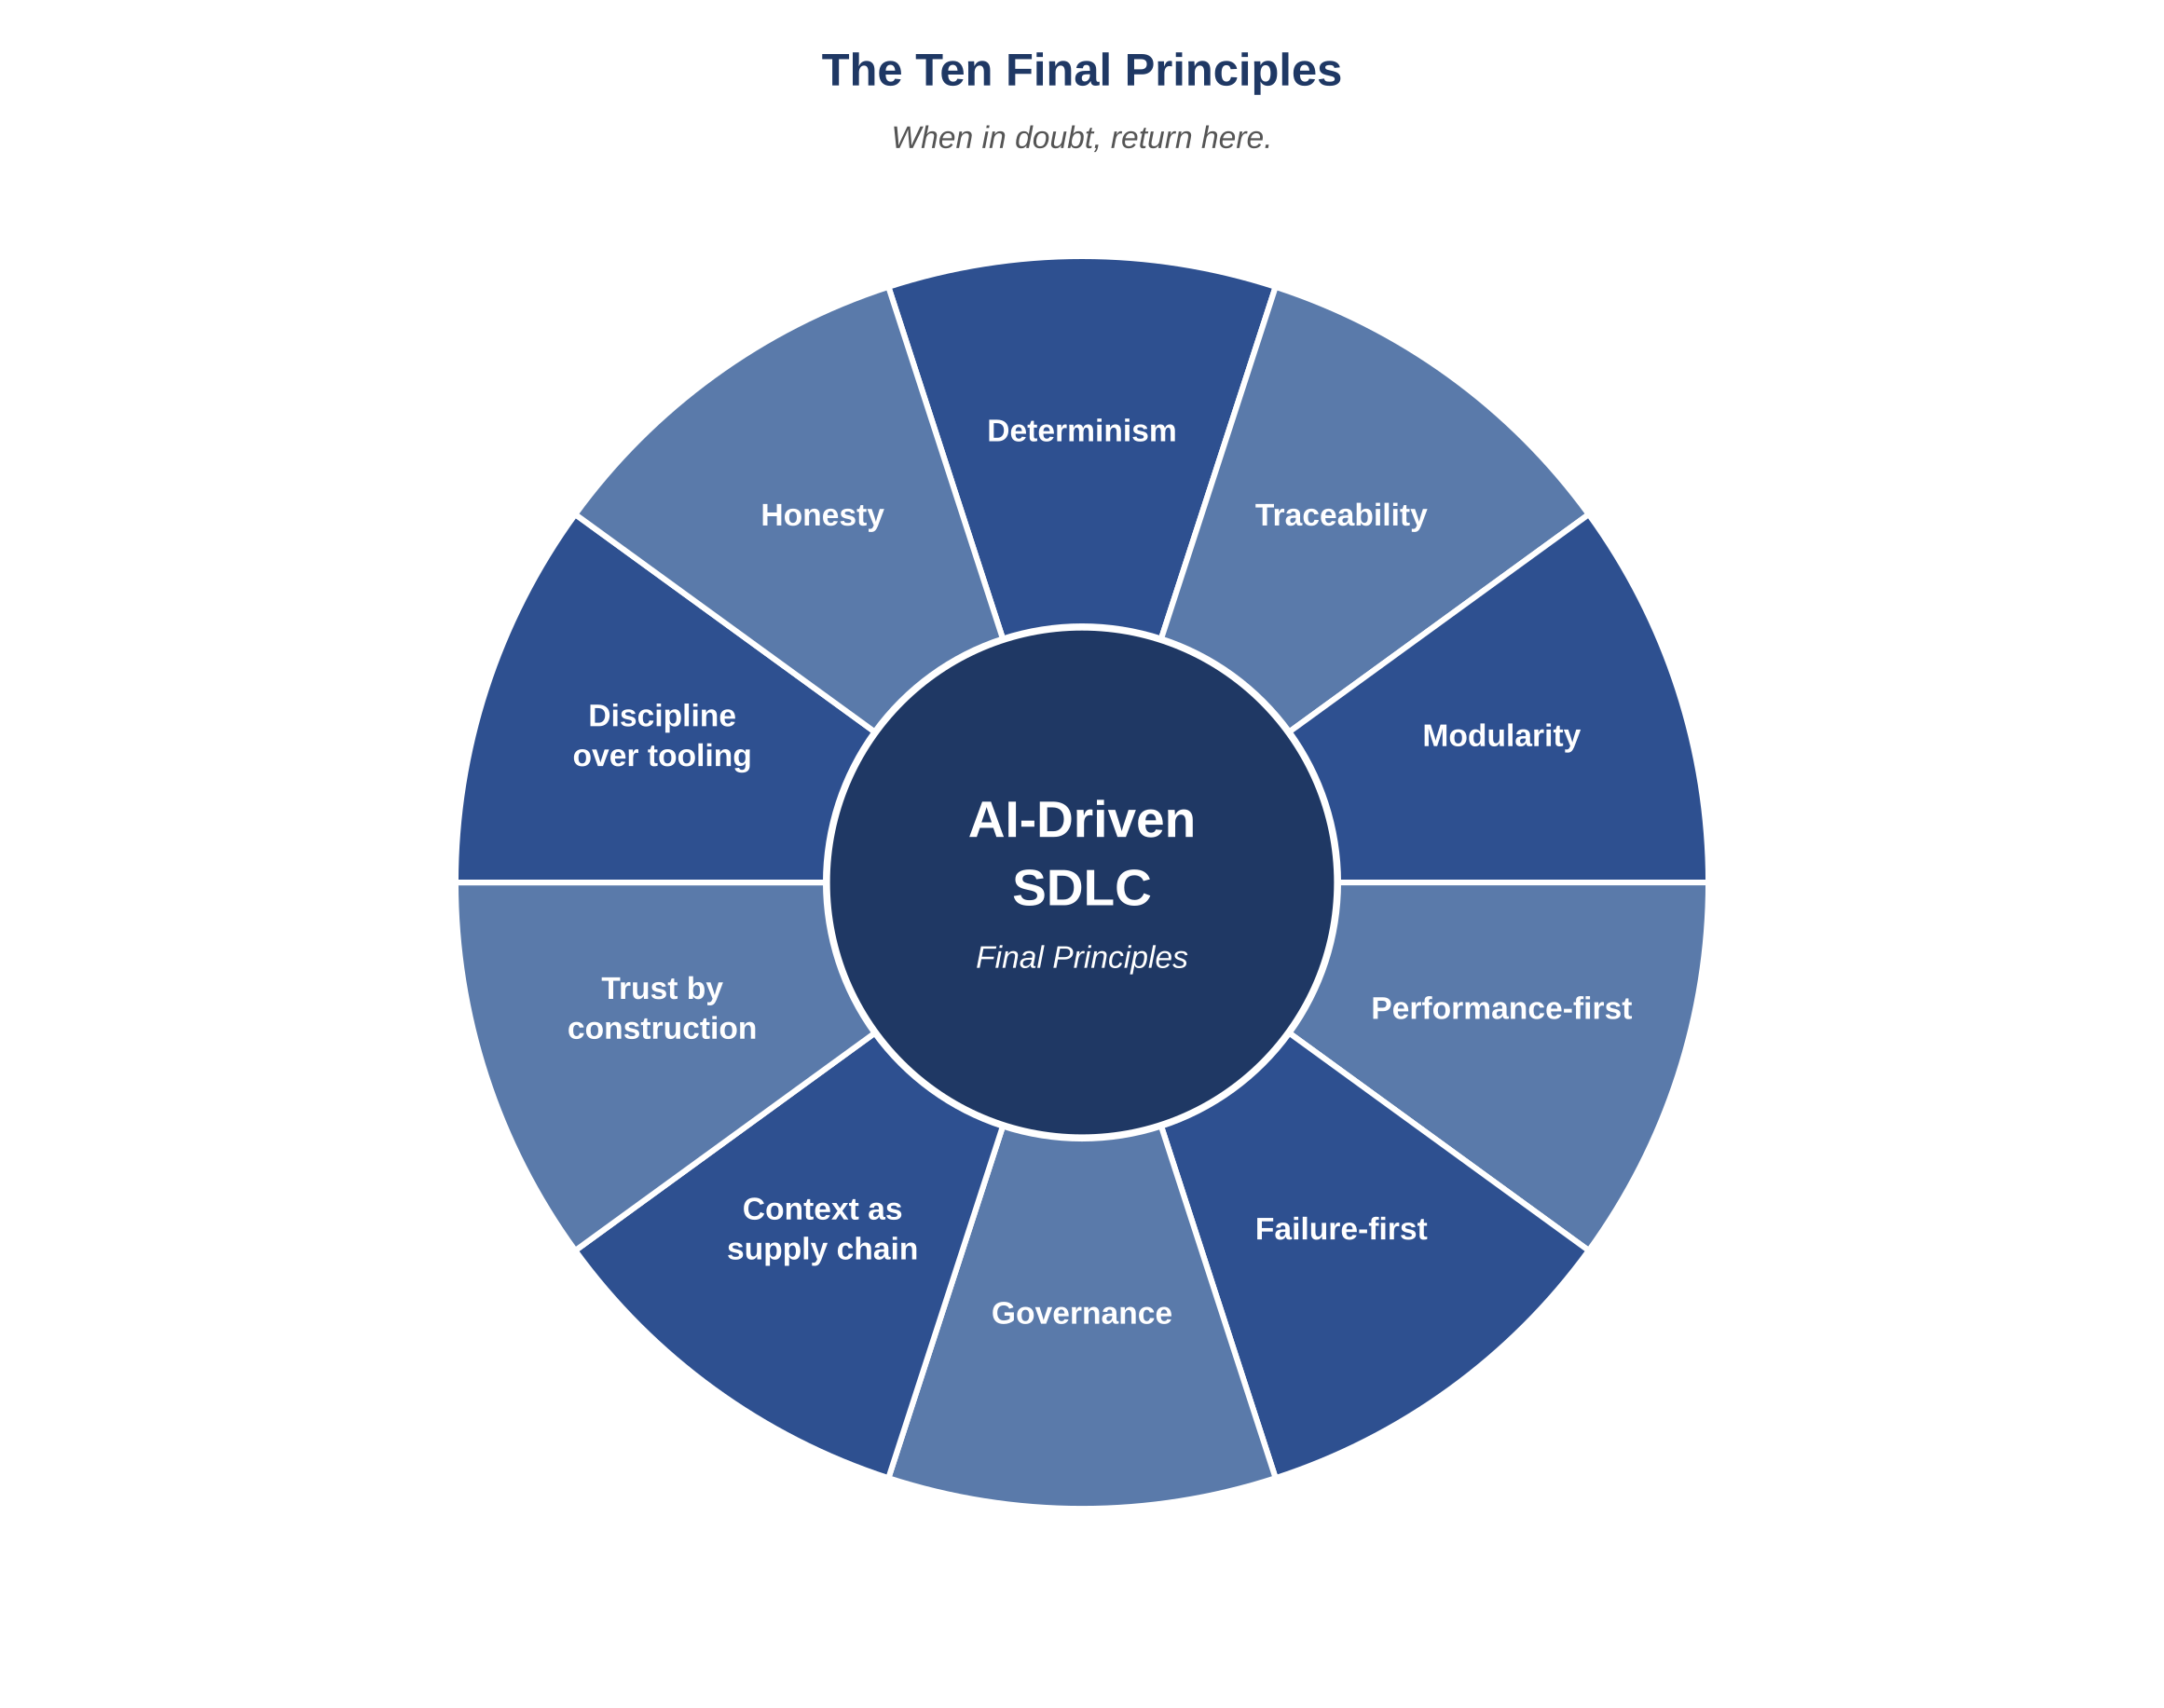 The Ten Final Principles
When in doubt, return here.
Determinism
Traceability
Modularity
Performance-first
Failure-first
Governance
Context as
supply chain
Trust by
construction
Discipline
over tooling
Honesty
AI-Driven
SDLC
Final Principles